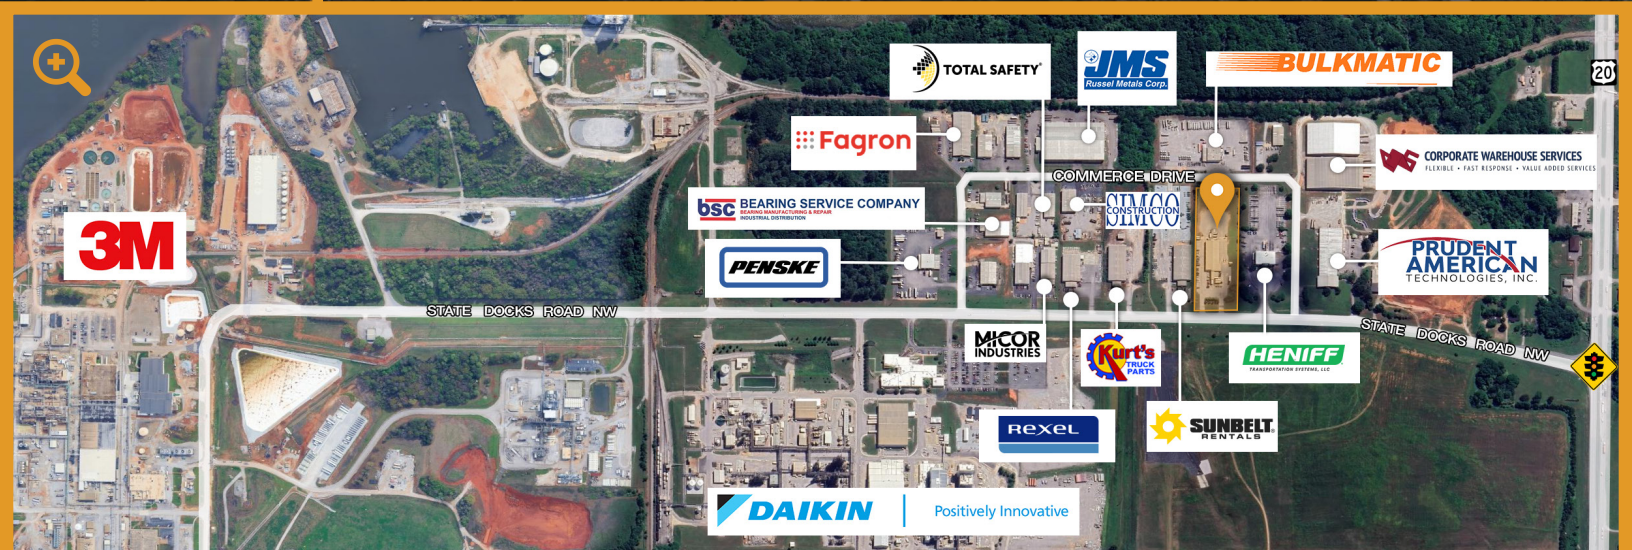 TOTAL SAFETY®
JMS
Russel Metals Corp.
BULKMATIC
20
Fagron
CORPORATE WAREHOUSE SERVICES
FLEXIBLE • FAST RESPONSE • VALUE ADDED SERVICES
COMMERCE DRIVE
bsc BEARING SERVICE COMPANY
BEARING MANUFACTURING & REPAIR
INDUSTRIAL DISTRIBUTION
SIMCO
CONSTRUCTION
3M
PENSKE
PRUDENT
AMERICAN
TECHNOLOGIES, INC.
STATE DOCKS ROAD NW
STATE DOCKS ROAD NW
MICOR
INDUSTRIES
Kurt's
TRUCK
PARTS
HENIFF
TRANSPORTATION SYSTEMS, LLC
REXEL
SUNBELT®
RENTALS
DAIKIN
Positively Innovative